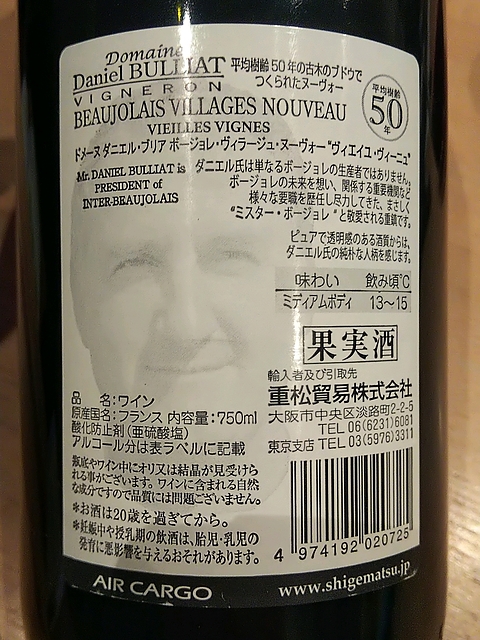 Domaine
Daniel BULLIAT
VIGNERON
平均樹齢50年の古木のブドウで
つくられたヌーヴォー
平均樹齢
50
年
BEAUJOLAIS VILLAGES NOUVEAU
VIEILLES VIGNES
ドメーヌ ダニエル・ブリア ボージョレ・ヴィラージュ・ヌーヴォー "ヴィエイユ・ヴィーニュ"
Mr. DANIEL BULLIAT is
PRESIDENT of
INTER-BEAUJOLAIS
ダニエル氏は単なるボージョレの生産者ではありません。
ボージョレの未来を想い、関係する重要機関など
様々な要職を歴任し尽力してきた、まさしく
"ミスター・ボージョレ"と敬愛される重鎮です。
ピュアで透明感のある酒質からは、
ダニエル氏の純朴な人柄を感じます。
味わい 飲み頃℃
ミディアムボディ 13～15
果実酒
輸入者及び引取先
重松貿易株式会社
大阪市中央区淡路町2-2-5
TEL 06(6231)6081
東京支店 TEL 03(5976)3311
品 名:ワイン
原産国名:フランス 内容量:750ml
酸化防止剤(亜硫酸塩)
アルコール分は表ラベルに記載
瓶底やワイン中にオリ又は結晶が見受けら
れる事がございます。ワインに含まれる自然
な成分ですので品質には問題ございません。
*お酒は20歳を過ぎてから。
*妊娠中や授乳期の飲酒は、胎児・乳児の
発育に悪影響を与えるおそれがあります。
4 974192 020725
AIR CARGO
www.shigematsu.jp